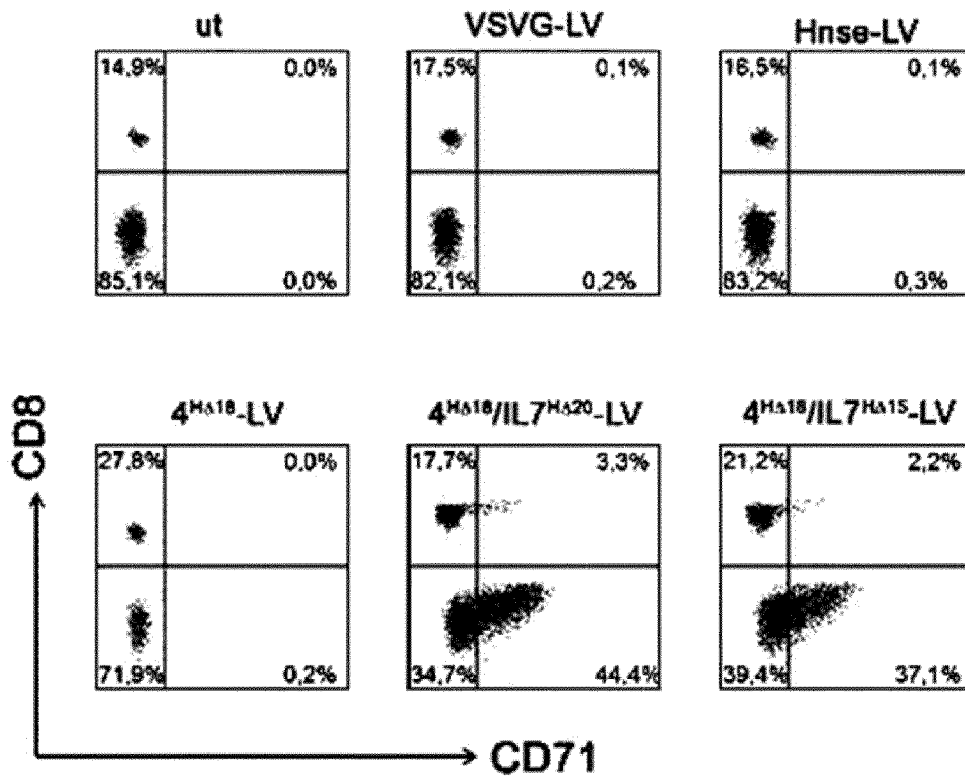 ut
VSVG-LV
Hnse-LV
14,9% 0,0%
17,5% 0,1%
16,5% 0,1%
85,1% 0,0%
82,1% 0,2%
83,2% 0,3%
4HΔ18-LV
4HΔ18/IL7HΔ20-LV
4HΔ18/IL7HΔ15-LV
27,8% 0,0%
17,7% 3,3%
21,2% 2,2%
71,9% 0,2%
34,7% 44,4%
39,4% 37,1%
CD8
CD71